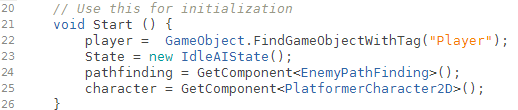 20 // Use this for initialization
21 void Start () {
22 player =  GameObject.FindGameObjectWithTag("Player");
23 State = new IdleAIState();
24 pathfinding = GetComponent<EnemyPathFinding>();
25 character = GetComponent<PlatformerCharacter2D>();
26 }